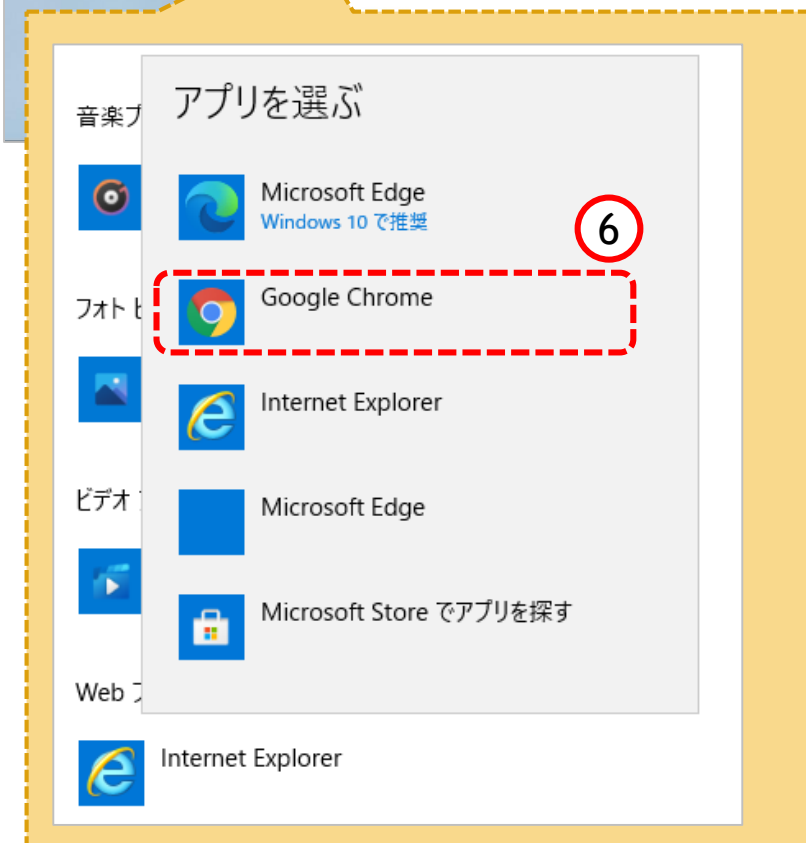 アプリを選ぶ
音楽プ
Microsoft Edge
Windows 10 で推奨
6
Google Chrome
フォト ビ
Internet Explorer
ビデオ
Microsoft Edge
Microsoft Store でアプリを探す
Web ブ
Internet Explorer